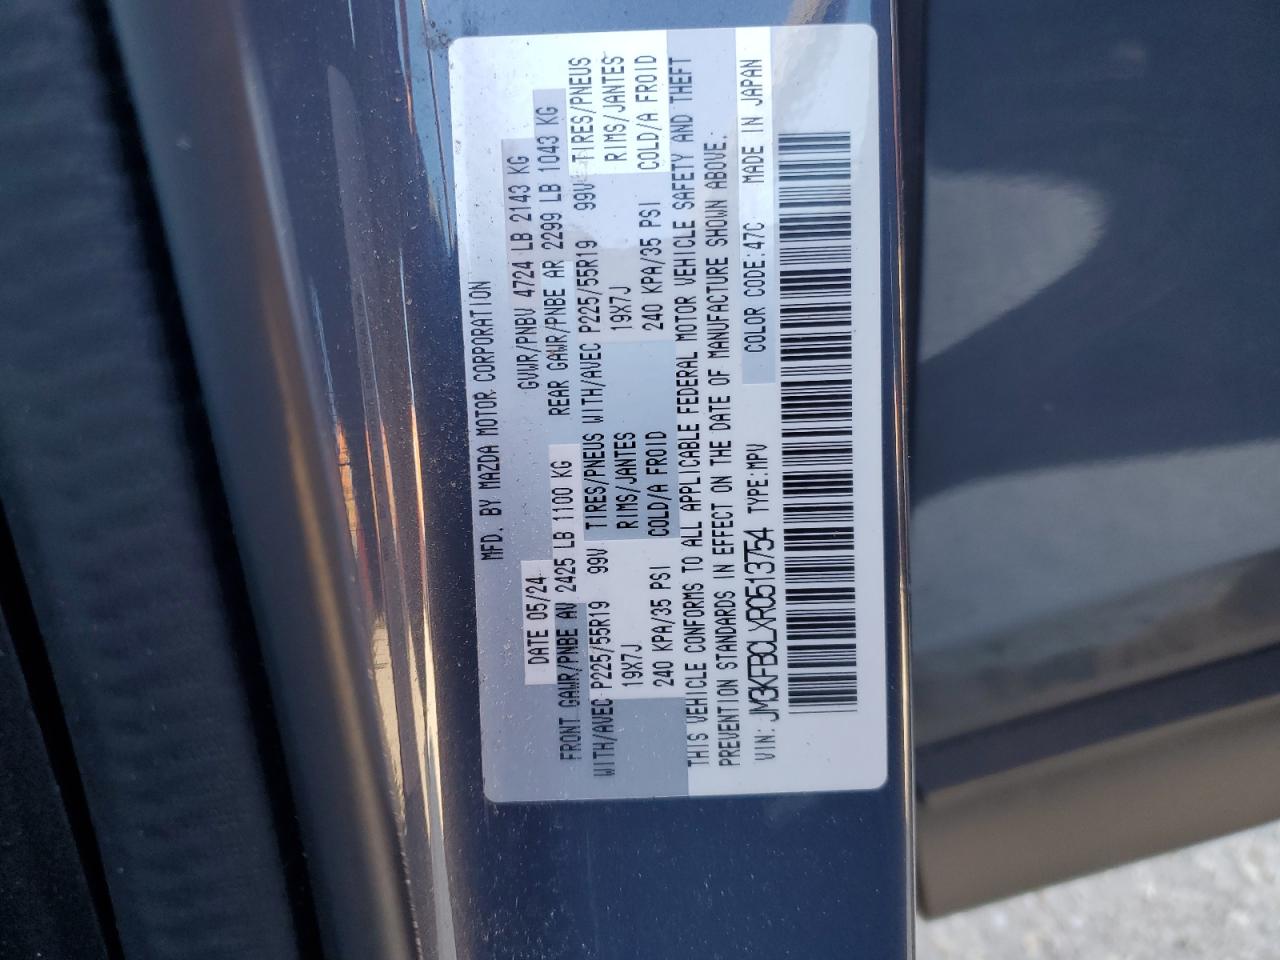 MFD. BY MAZDA MOTOR CORPORATION
DATE 05/24 GVWR/PNBV 4724 LB 2143 KG
FRONT GAWR/PNBE AV 2425 LB 1100 KG REAR GAWR/PNBE AR 2299 LB 1043 KG
WITH/AVEC P225/55R19 99V TIRES/PNEUS WITH/AVEC P225/55R19 99V TIRES/PNEUS
19X7J RIMS/JANTES 19X7J RIMS/JANTES
240 KPA/35 PSI COLD/A FROID 240 KPA/35 PSI COLD/A FROID
THIS VEHICLE CONFORMS TO ALL APPLICABLE FEDERAL MOTOR VEHICLE SAFETY AND THEFT
PREVENTION STANDARDS IN EFFECT ON THE DATE OF MANUFACTURE SHOWN ABOVE.
VIN: JM3KFBCLXR0513754 TYPE:MPV COLOR CODE:47C MADE IN JAPAN